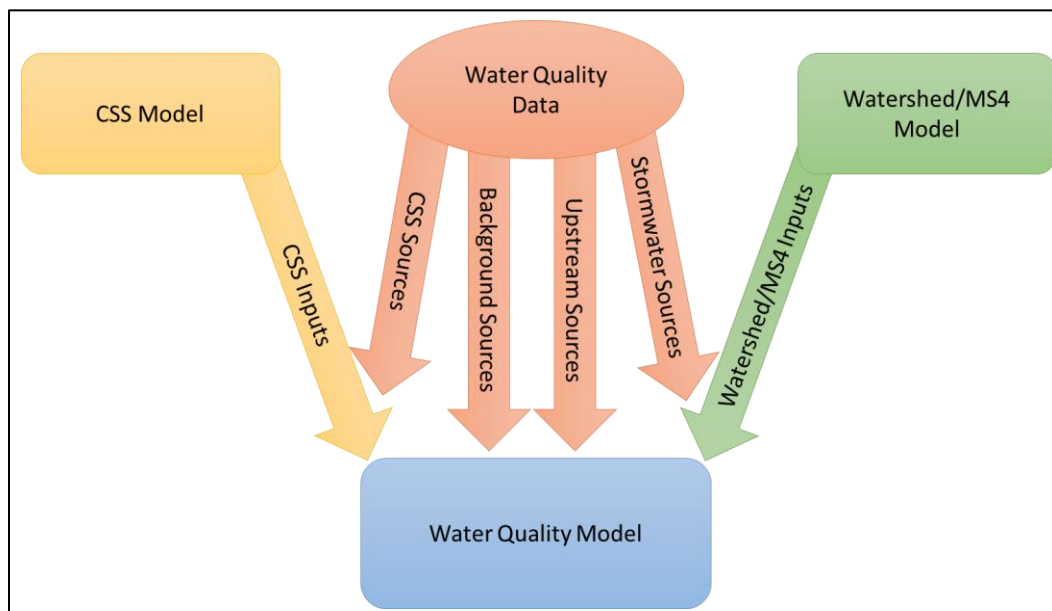 CSS Model
Water Quality
Data
Watershed/MS4
Model
CSS Inputs
CSS Sources
Background Sources
Upstream Sources
Stormwater Sources
Watershed/MS4 Inputs
Water Quality Model